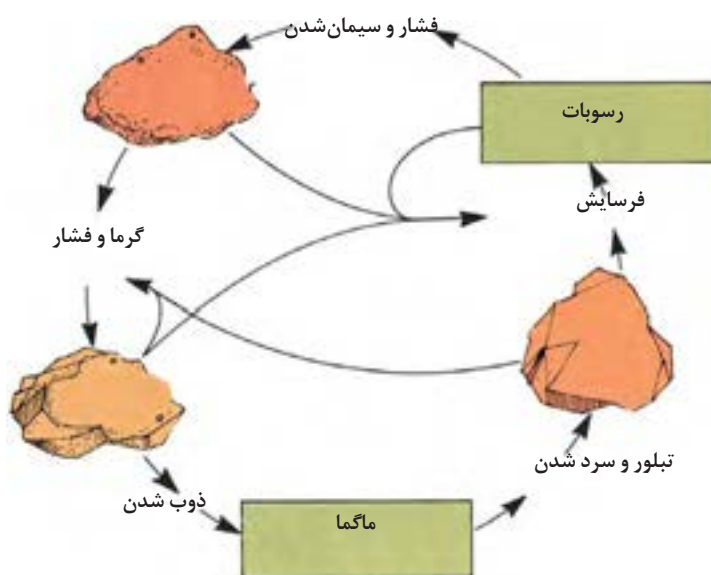 فشار و سیمان‌شدن
رسوبات
فرسایش
گرما و فشار
تبلور و سرد شدن
ذوب شدن
ماگما